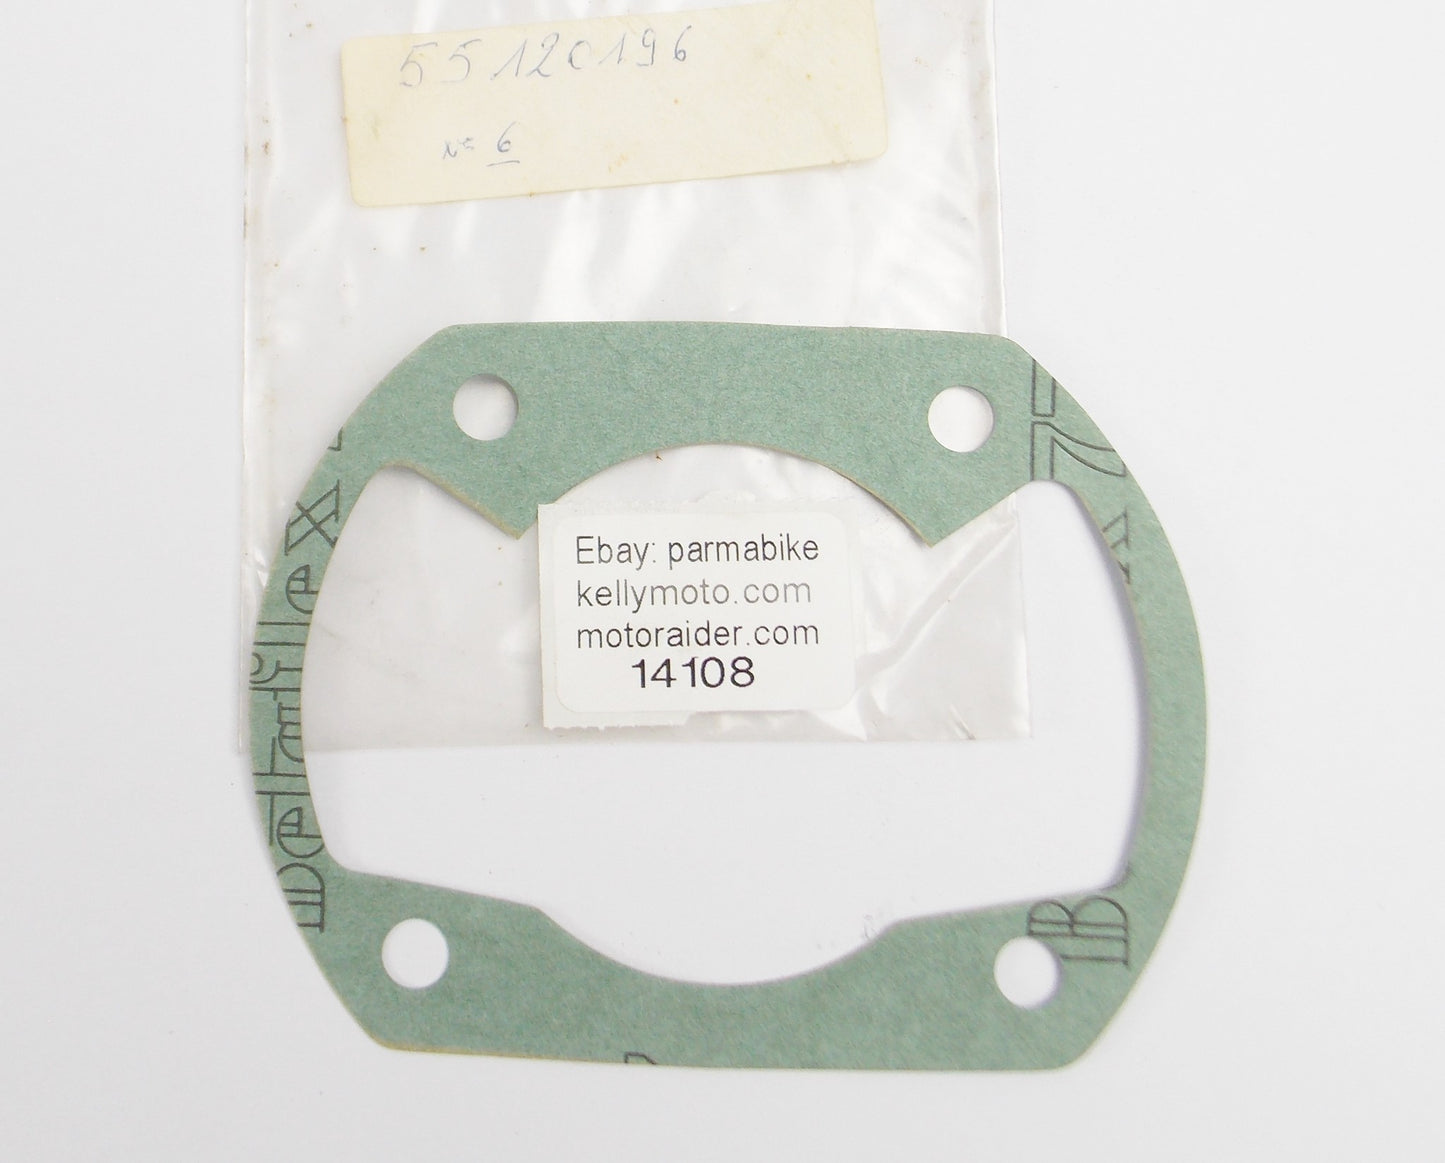 55120196
n= 6
Ebay: parmabike
kellymoto.com
motoraider.com
14108